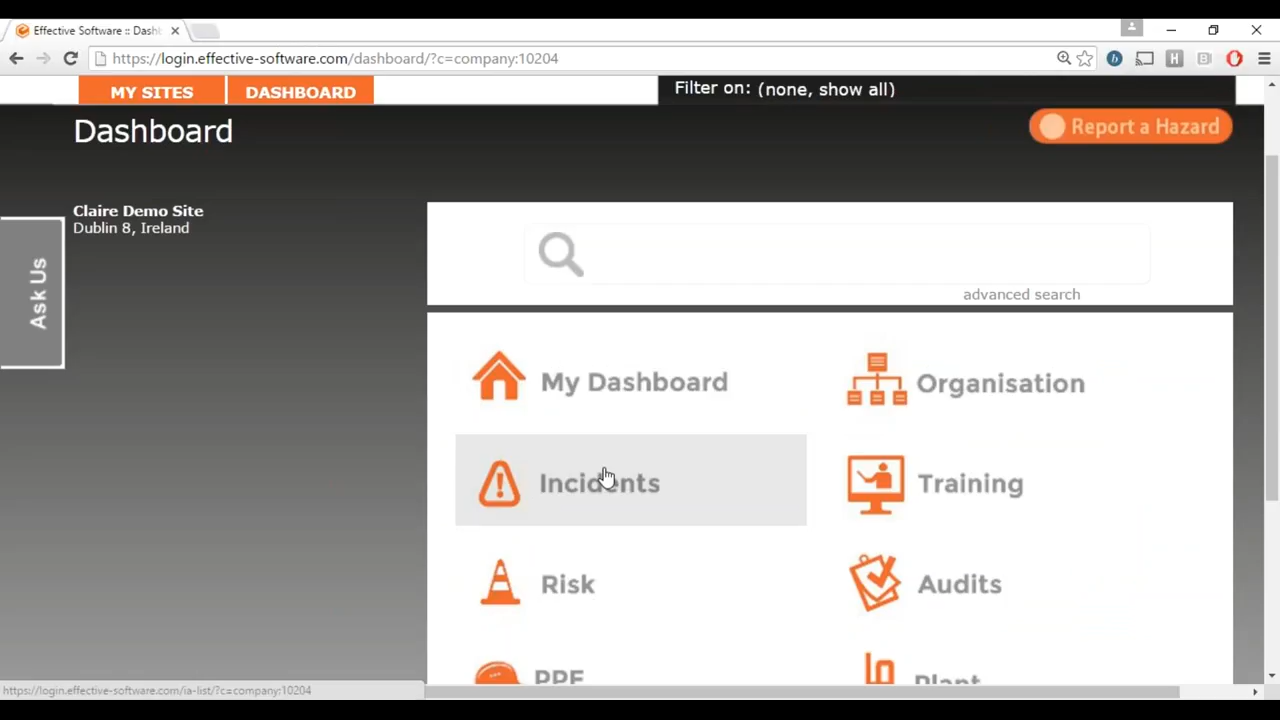 Effective Software :: Dashb
https://login.effective-software.com/dashboard/?c=company:10204
MY SITES
DASHBOARD
Filter on: (none, show all)
Dashboard
Report a Hazard
Claire Demo Site
Dublin 8, Ireland
Ask Us
advanced search
My Dashboard
Organisation
Incidents
Training
Risk
Audits
PPE
Plant
https://login.effective-software.com/ia-list/?c=company:10204